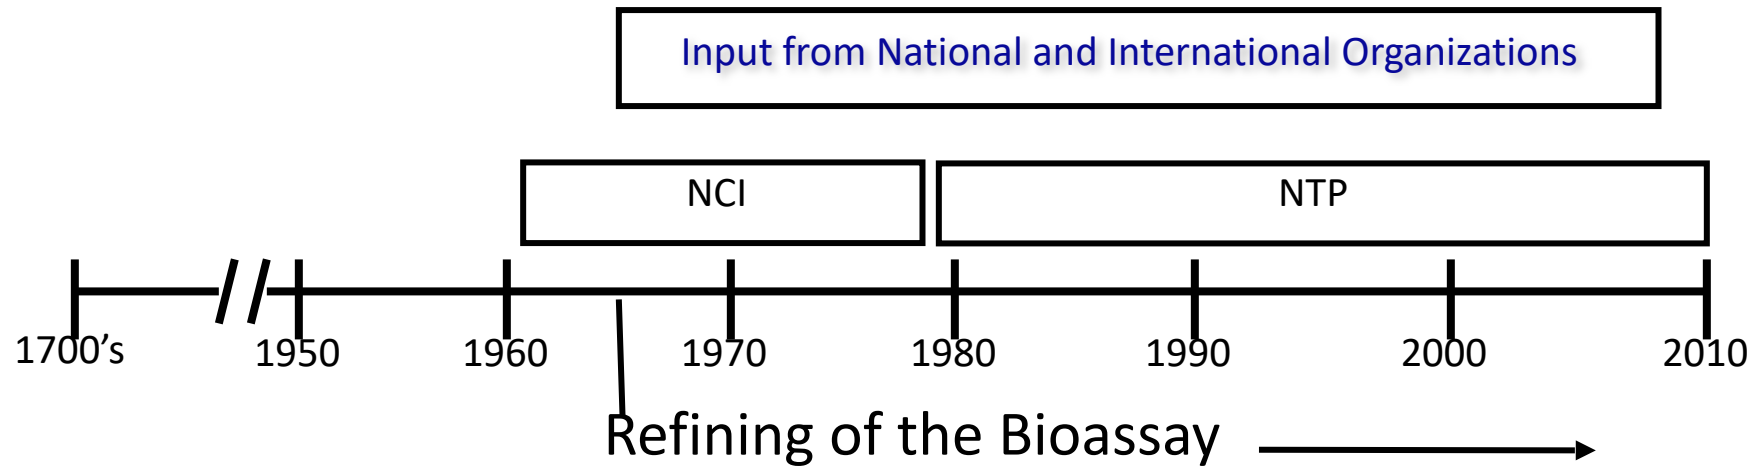 Input from National and International Organizations
NCI
NTP
1700’s
1950
1960
1970
1980
1990
2000
2010
Refining of the Bioassay